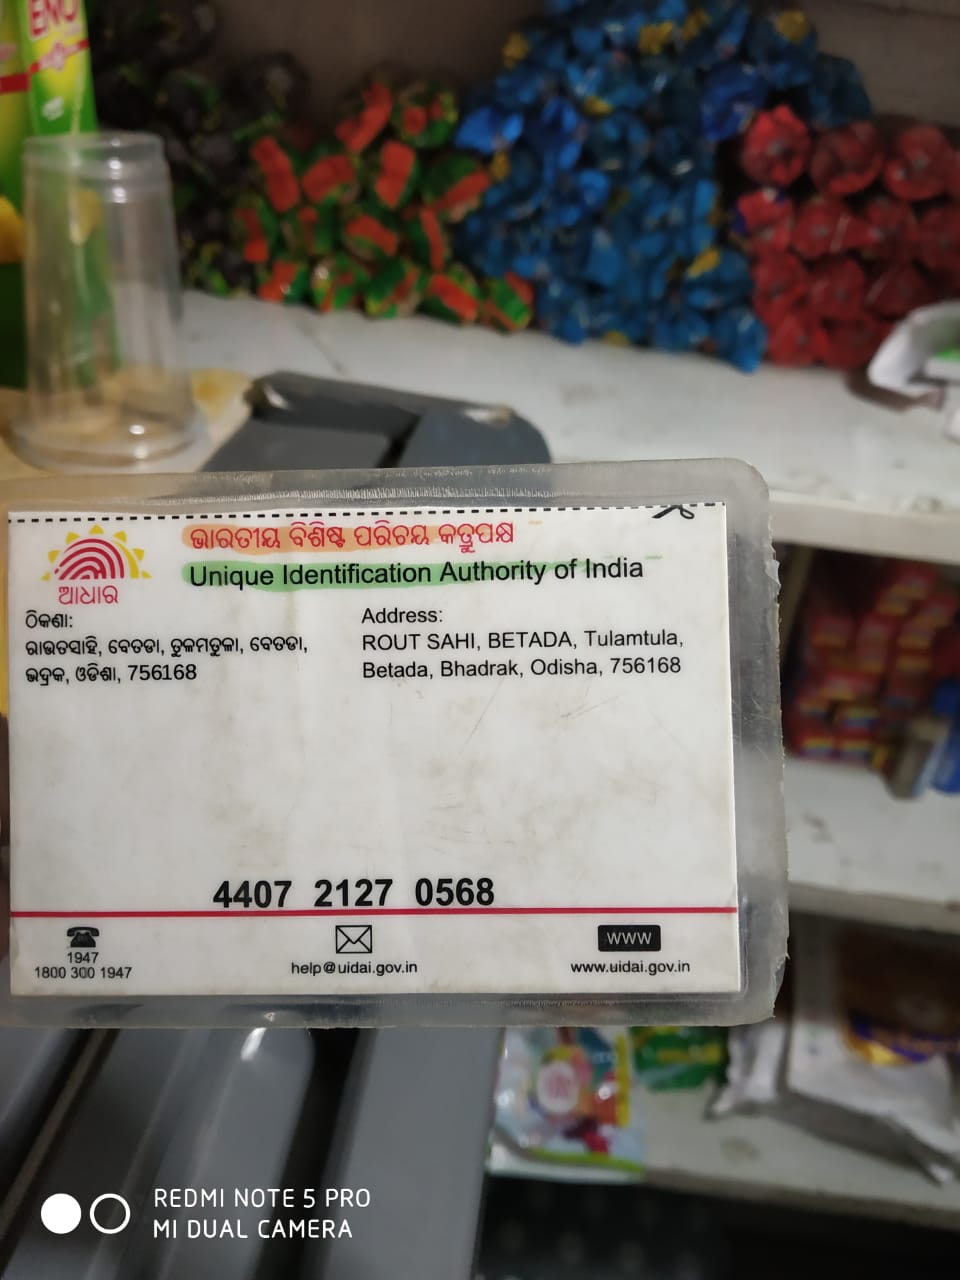 ENO
ଭାରତୀୟ ବିଶିଷ୍ଟ ପରିଚୟ କର୍ତ୍ତୃପକ୍ଷ
Unique Identification Authority of India
ଆଧାର
ଠିକଣା:
ରାଉତସାହି, ବେତଡା, ତୁଳମତୁଳା, ବେତଡା,
ଭଦ୍ରକ, ଓଡିଶା, 756168
Address:
ROUT SAHI, BETADA, Tulamtula,
Betada, Bhadrak, Odisha, 756168
4407 2127 0568
1947
1800 300 1947
help@uidai.gov.in
WWW
www.uidai.gov.in
REDMI NOTE 5 PRO
MI DUAL CAMERA